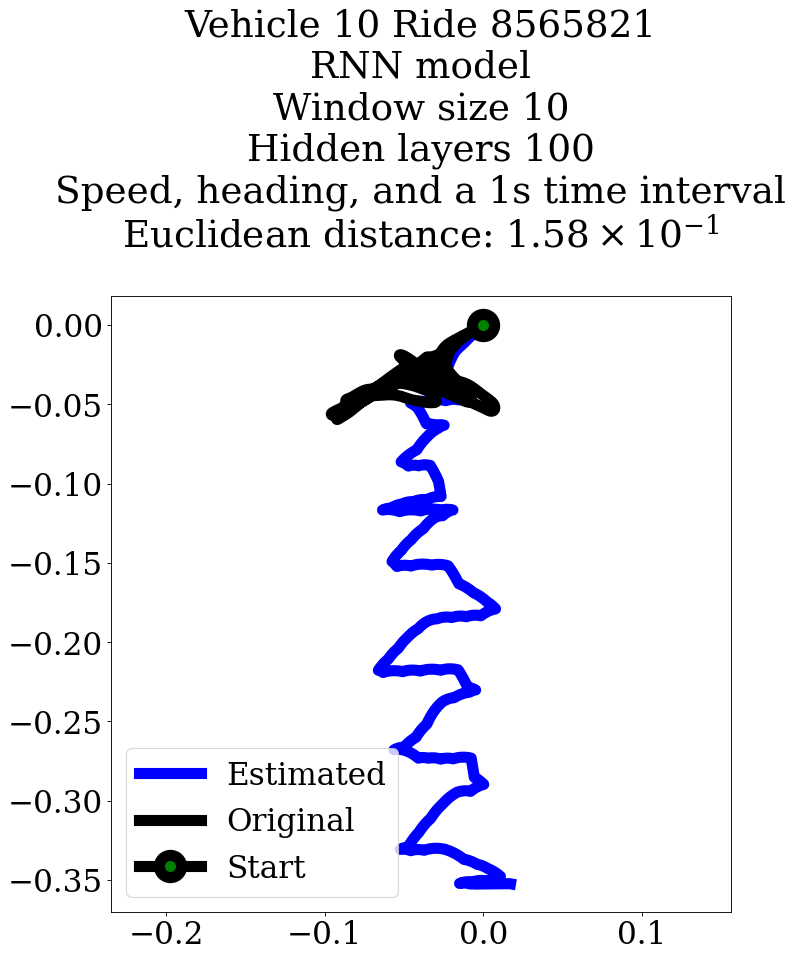 Vehicle 10 Ride 8565821
RNN model
Window size 10
Hidden layers 100
Speed, heading, and a 1s time interval
Euclidean distance: 1.58 × 10⁻¹
0.00
−0.05
−0.10
−0.15
−0.20
−0.25
−0.30
−0.35
Estimated
Original
Start
−0.2
−0.1
0.0
0.1